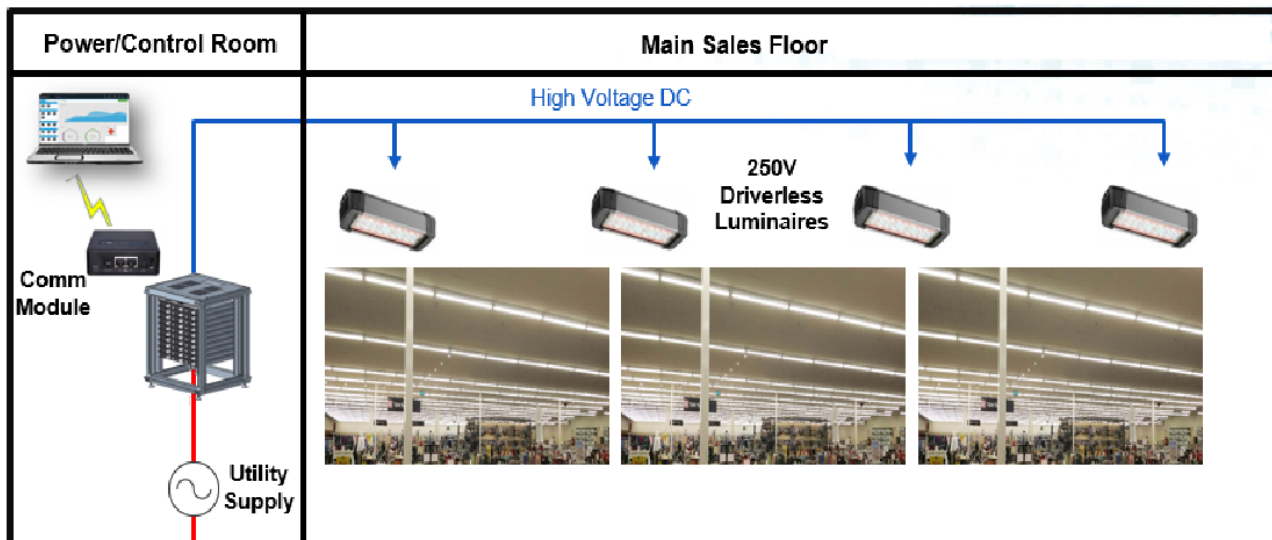 Power/Control Room
Main Sales Floor
High Voltage DC
250V
Driverless
Luminaires
Comm
Module
Utility
Supply